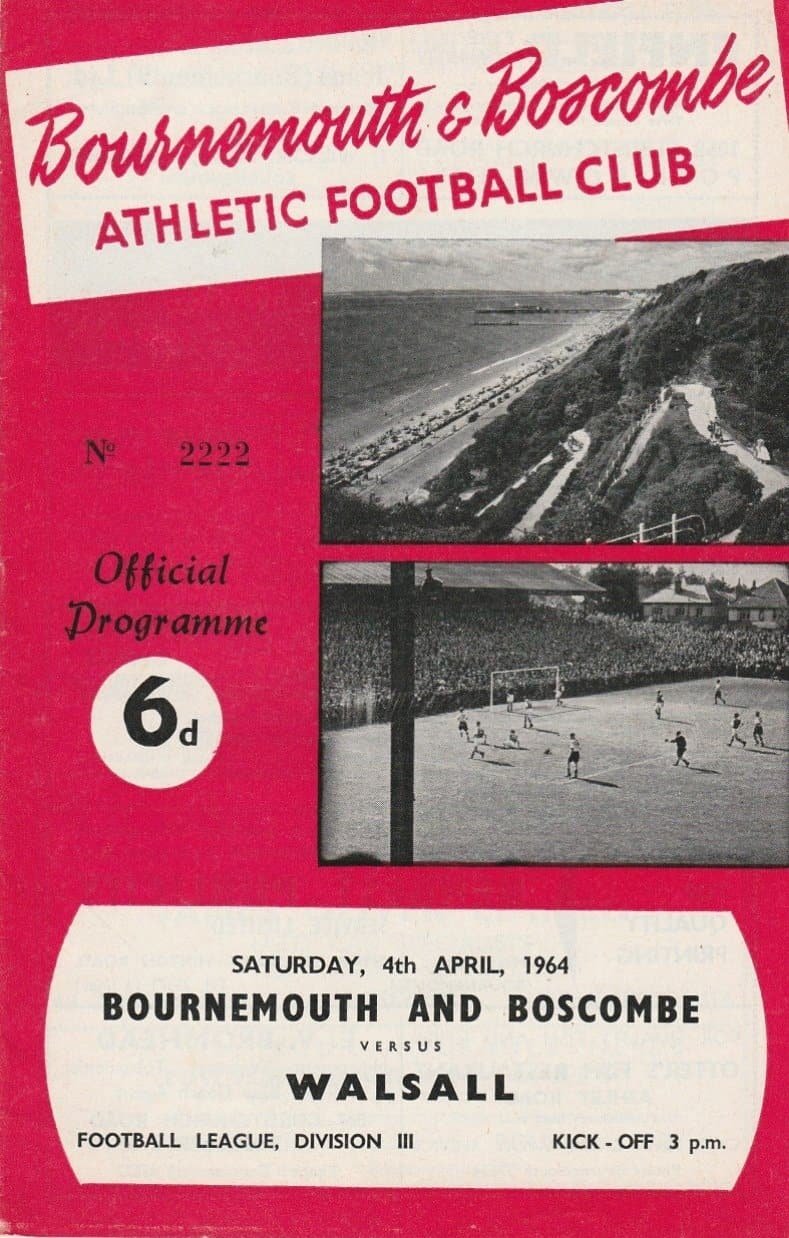 Bournemouth & Boscombe
ATHLETIC FOOTBALL CLUB
Nº 2222
Official
Programme
6d
SATURDAY, 4th APRIL, 1964
BOURNEMOUTH AND BOSCOMBE
VERSUS
WALSALL
FOOTBALL LEAGUE, DIVISION III KICK - OFF 3 p.m.